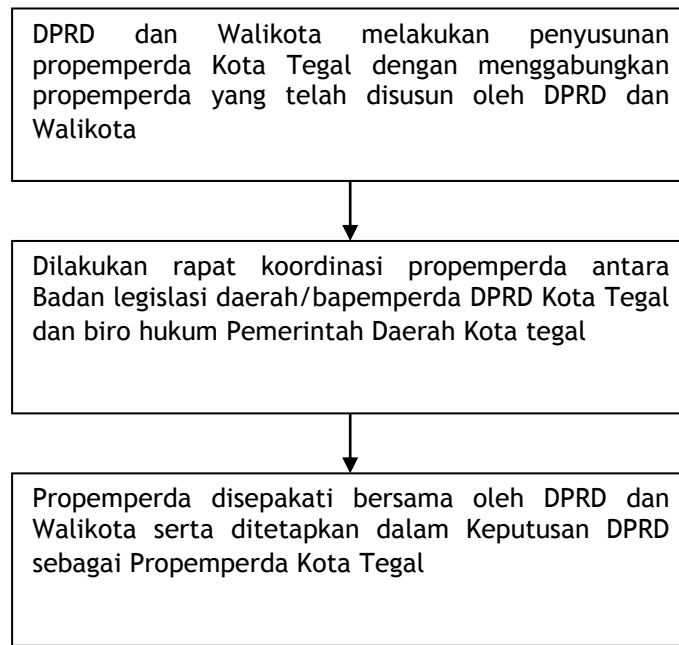 DPRD dan Walikota melakukan penyusunan
propemperda Kota Tegal dengan menggabungkan
propemperda yang telah disusun oleh DPRD dan
Walikota
Dilakukan rapat koordinasi propemperda antara
Badan legislasi daerah/bapemperda DPRD Kota Tegal
dan biro hukum Pemerintah Daerah Kota tegal
Propemperda disepakati bersama oleh DPRD dan
Walikota serta ditetapkan dalam Keputusan DPRD
sebagai Propemperda Kota Tegal